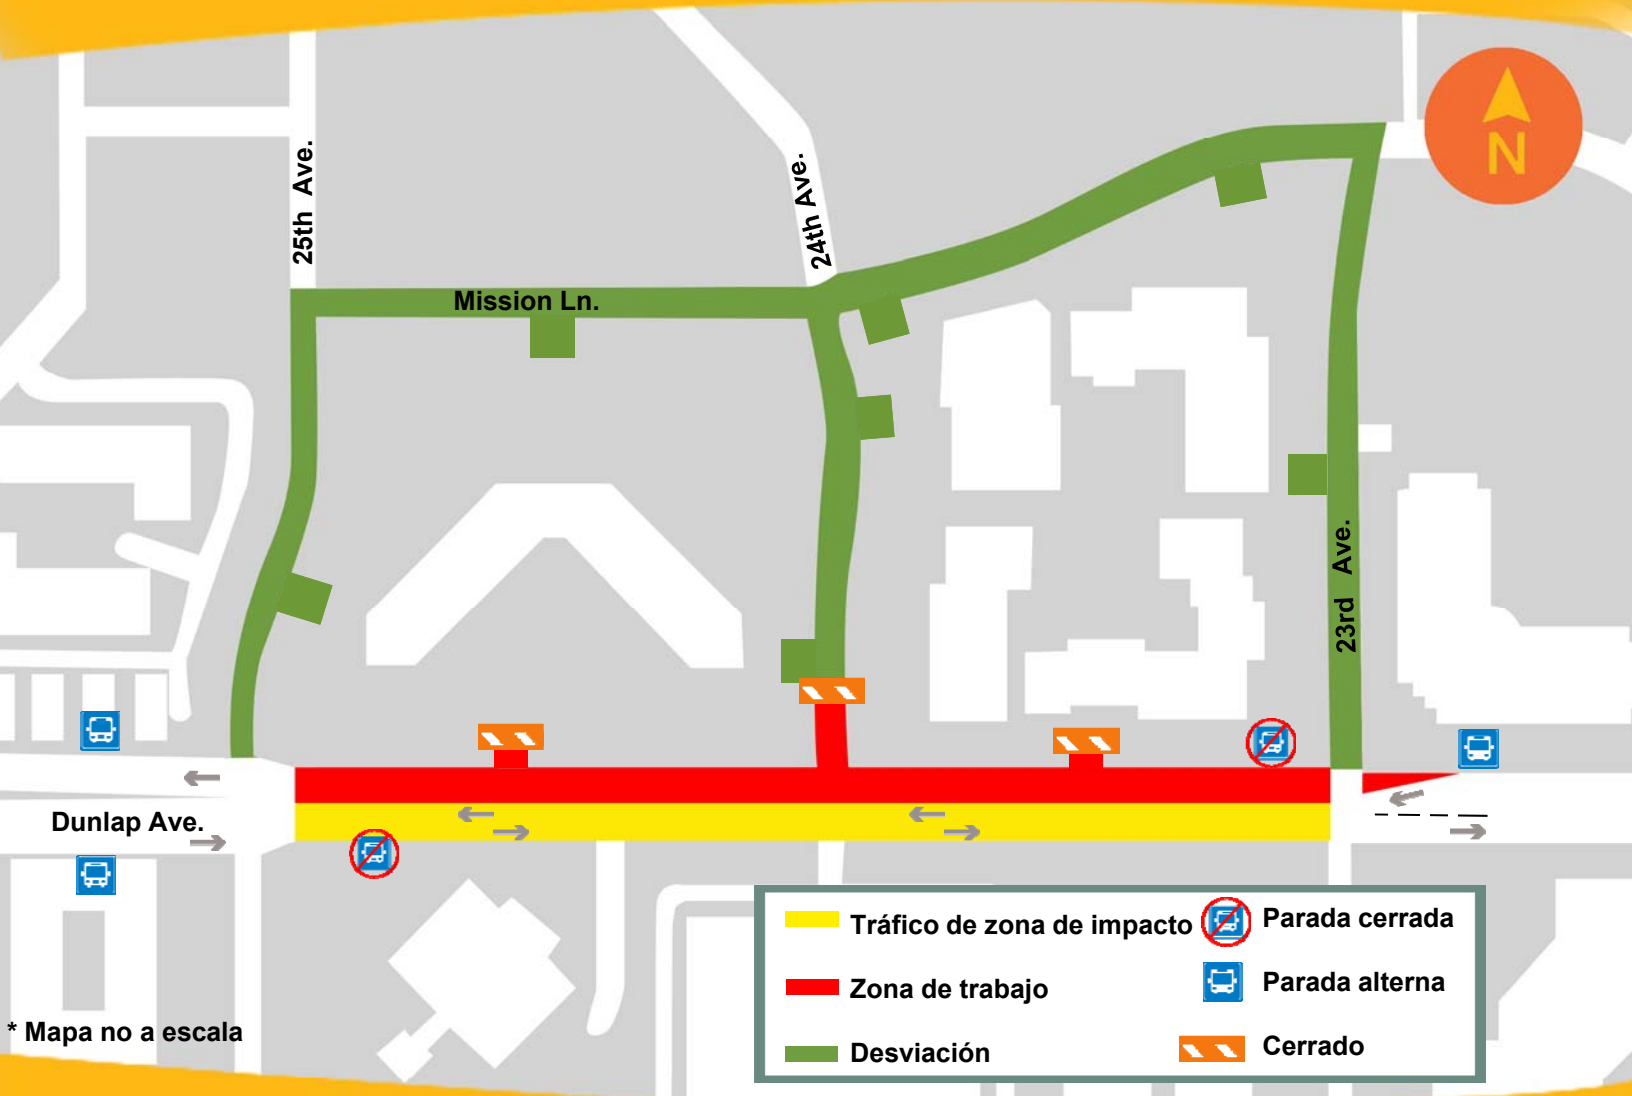 N
25th Ave.
24th Ave.
Mission Ln.
23rd Ave.
Dunlap Ave.
Tráfico de zona de impacto
Parada cerrada
Zona de trabajo
Parada alterna
Desviación
Cerrado
* Mapa no a escala